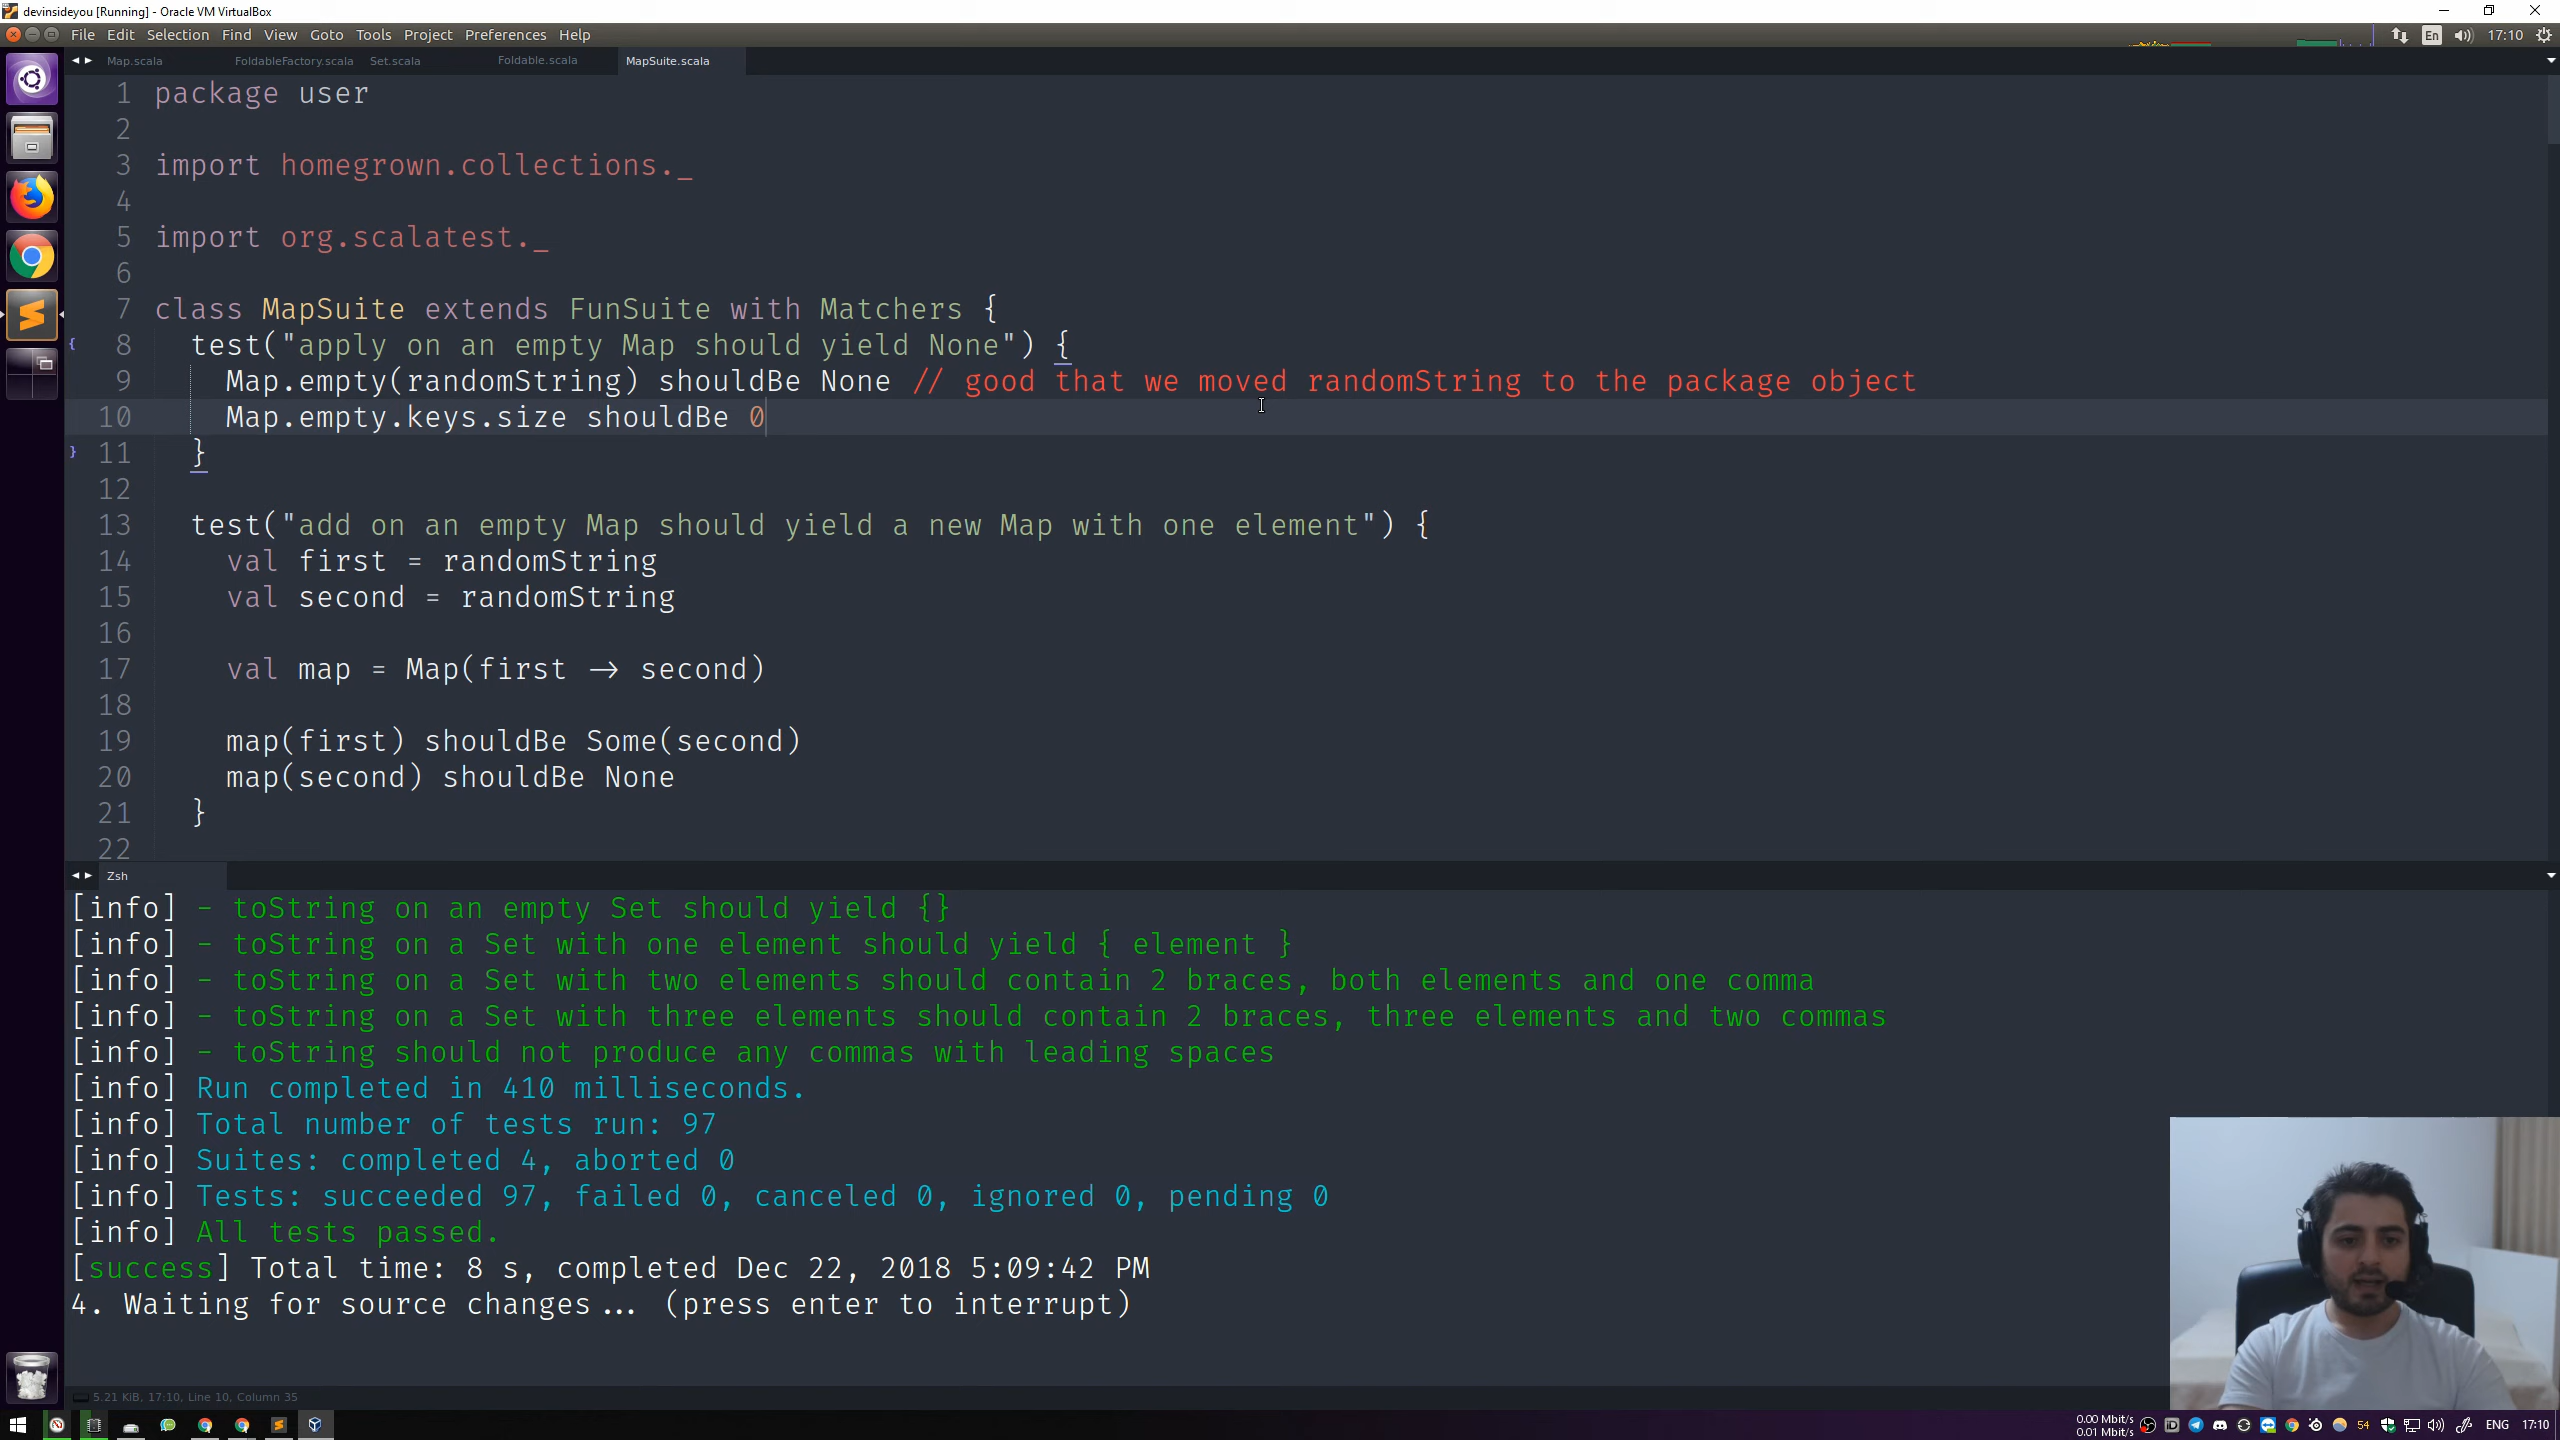 devinsideyou [Running] - Oracle VM VirtualBox
File Edit Selection Find View Goto Tools Project Preferences Help
En 17:10
Map.scala FoldableFactory.scala Set.scala Foldable.scala MapSuite.scala
1 package user
2
3 import homegrown.collections._
4
5 import org.scalatest._
6
7 class MapSuite extends FunSuite with Matchers {
{ 8 test("apply on an empty Map should yield None") {
9 Map.empty(randomString) shouldBe None // good that we moved randomString to the package object
10 Map.empty.keys.size shouldBe 0
} 11 }
12
13 test("add on an empty Map should yield a new Map with one element") {
14 val first = randomString
15 val second = randomString
16
17 val map = Map(first → second)
18
19 map(first) shouldBe Some(second)
20 map(second) shouldBe None
21 }
22
Zsh
[info] - toString on an empty Set should yield {}
[info] - toString on a Set with one element should yield { element }
[info] - toString on a Set with two elements should contain 2 braces, both elements and one comma
[info] - toString on a Set with three elements should contain 2 braces, three elements and two commas
[info] - toString should not produce any commas with leading spaces
[info] Run completed in 410 milliseconds.
[info] Total number of tests run: 97
[info] Suites: completed 4, aborted 0
[info] Tests: succeeded 97, failed 0, canceled 0, ignored 0, pending 0
[info] All tests passed.
[success] Total time: 8 s, completed Dec 22, 2018 5:09:42 PM
4. Waiting for source changes... (press enter to interrupt)
5.21 KiB, 17:10, Line 10, Column 35
0.00 Mbit/s
0.01 Mbit/s
54 ENG 17:10